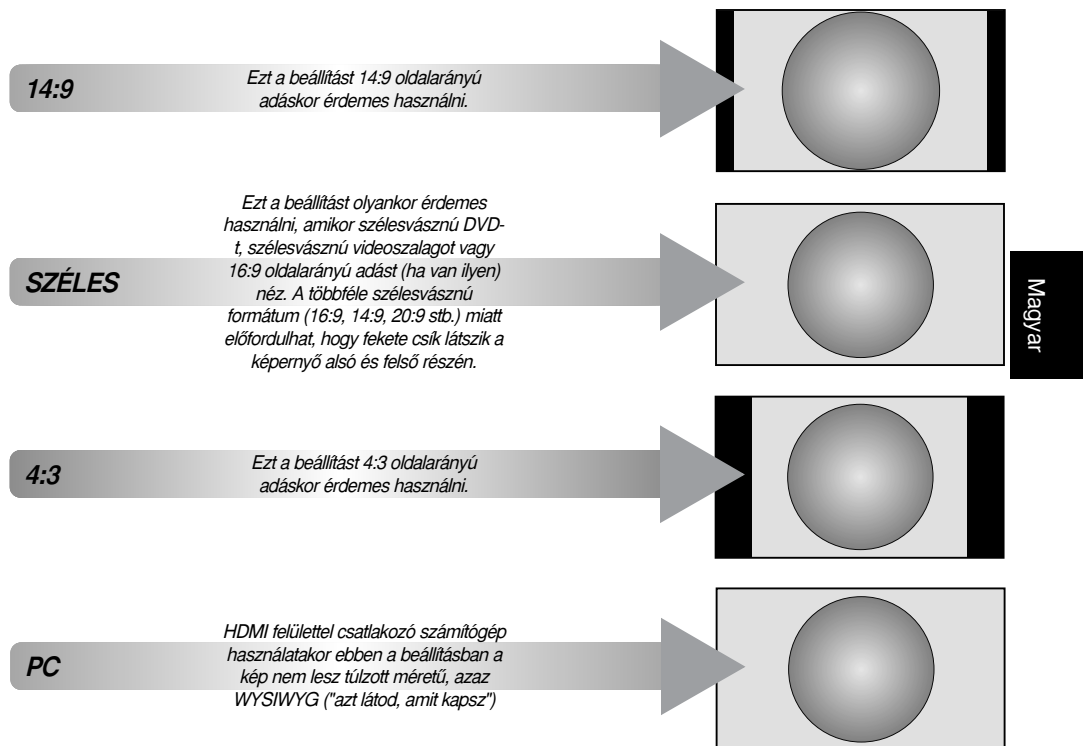 14:9
Ezt a beállítást 14:9 oldalarányú
adáskor érdemes használni.
SZÉLES
Ezt a beállítást olyankor érdemes
használni, amikor szélesvásznú DVD-
t, szélesvásznú videoszalagot vagy
16:9 oldalarányú adást (ha van ilyen)
néz. A többféle szélesvásznú
formátum (16:9, 14:9, 20:9 stb.) miatt
előfordulhat, hogy fekete csík látszik a
képernyő alsó és felső részén.
Magyar
4:3
Ezt a beállítást 4:3 oldalarányú
adáskor érdemes használni.
PC
HDMI felülettel csatlakozó számítógép
használatakor ebben a beállításban a
kép nem lesz túlzott méretű, azaz
WYSIWYG ("azt látod, amit kapsz")